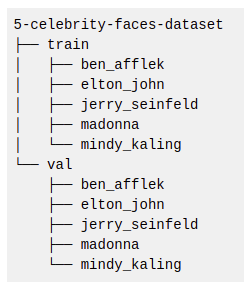 5-celebrity-faces-dataset
├── train
│   ├── ben_afflek
│   ├── elton_john
│   ├── jerry_seinfeld
│   ├── madonna
│   └── mindy_kaling
└── val
    ├── ben_afflek
    ├── elton_john
    ├── jerry_seinfeld
    ├── madonna
    └── mindy_kaling